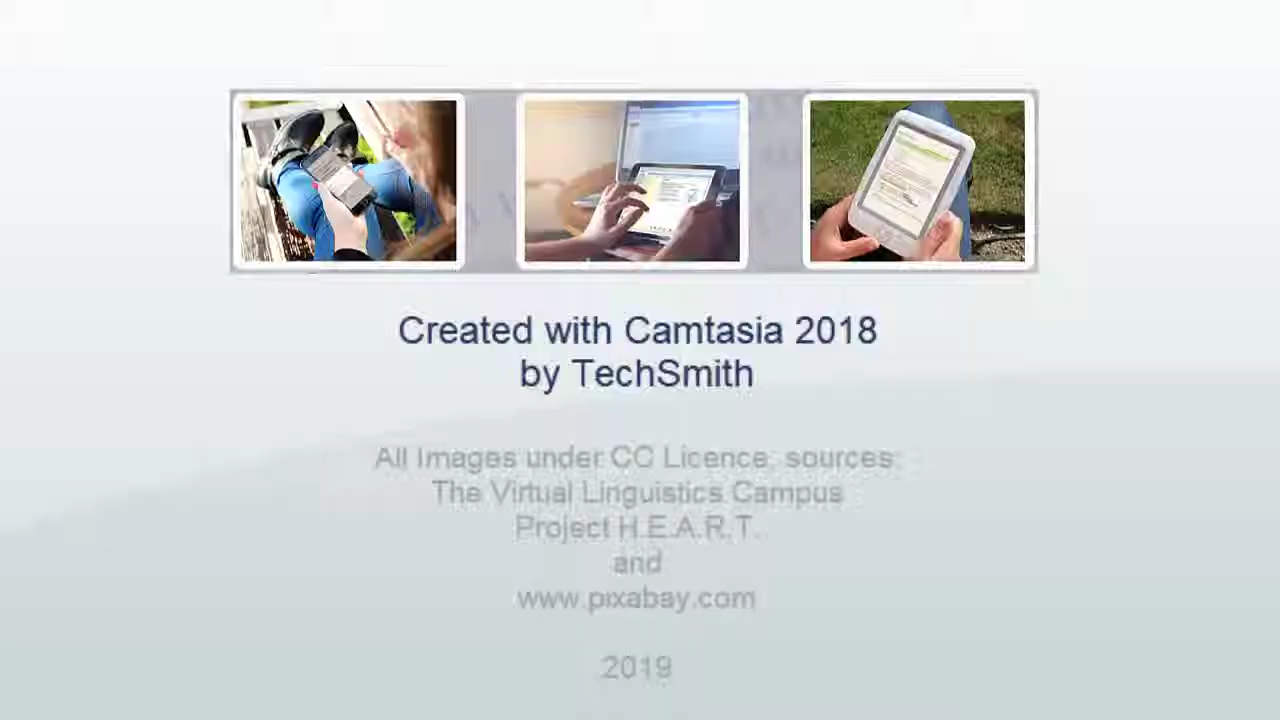 Created with Camtasia 2018
by TechSmith
All Images under CC Licence, sources:
The Virtual Linguistics Campus
Project H.E.A.R.T.
and
www.pixabay.com
2019